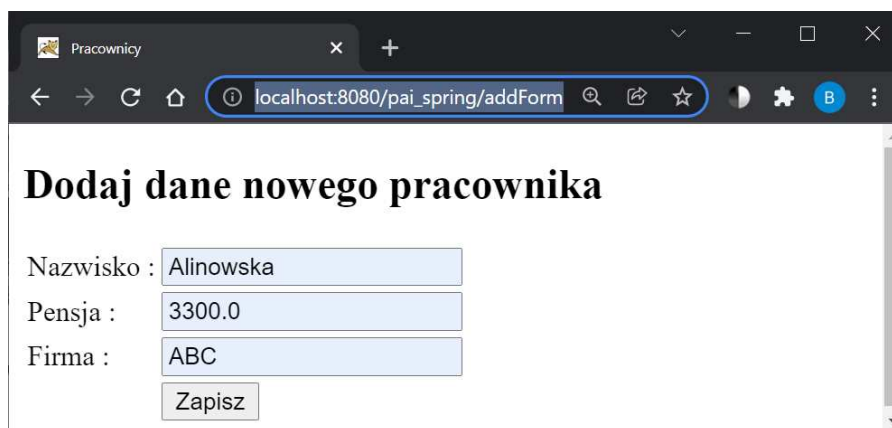 Pracownicy
localhost:8080/pai_spring/addForm
B
Dodaj dane nowego pracownika
Nazwisko : Alinowska
Pensja : 3300.0
Firma : ABC
Zapisz